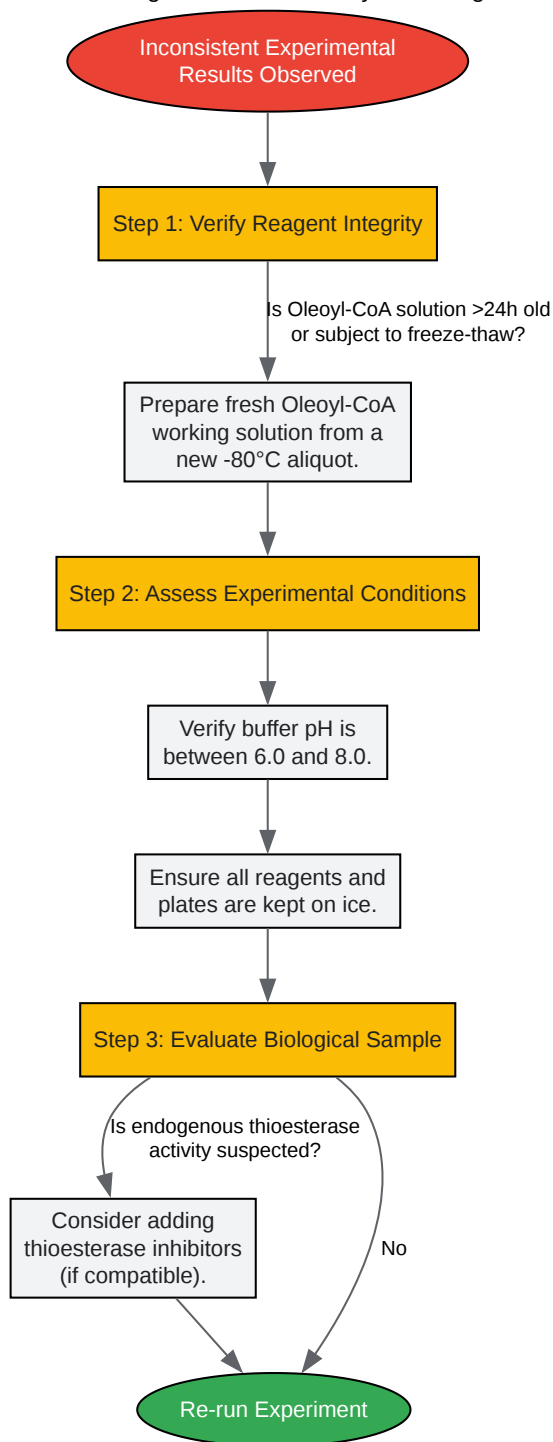 Inconsistent Experimental
Results Observed
Step 1: Verify Reagent Integrity
Is Oleoyl-CoA solution >24h old
or subject to freeze-thaw?
Prepare fresh Oleoyl-CoA
working solution from a
new -80°C aliquot.
Step 2: Assess Experimental Conditions
Verify buffer pH is
between 6.0 and 8.0.
Ensure all reagents and
plates are kept on ice.
Step 3: Evaluate Biological Sample
Is endogenous thioesterase
activity suspected?
Consider adding
thioesterase inhibitors
(if compatible).
No
Re-run Experiment